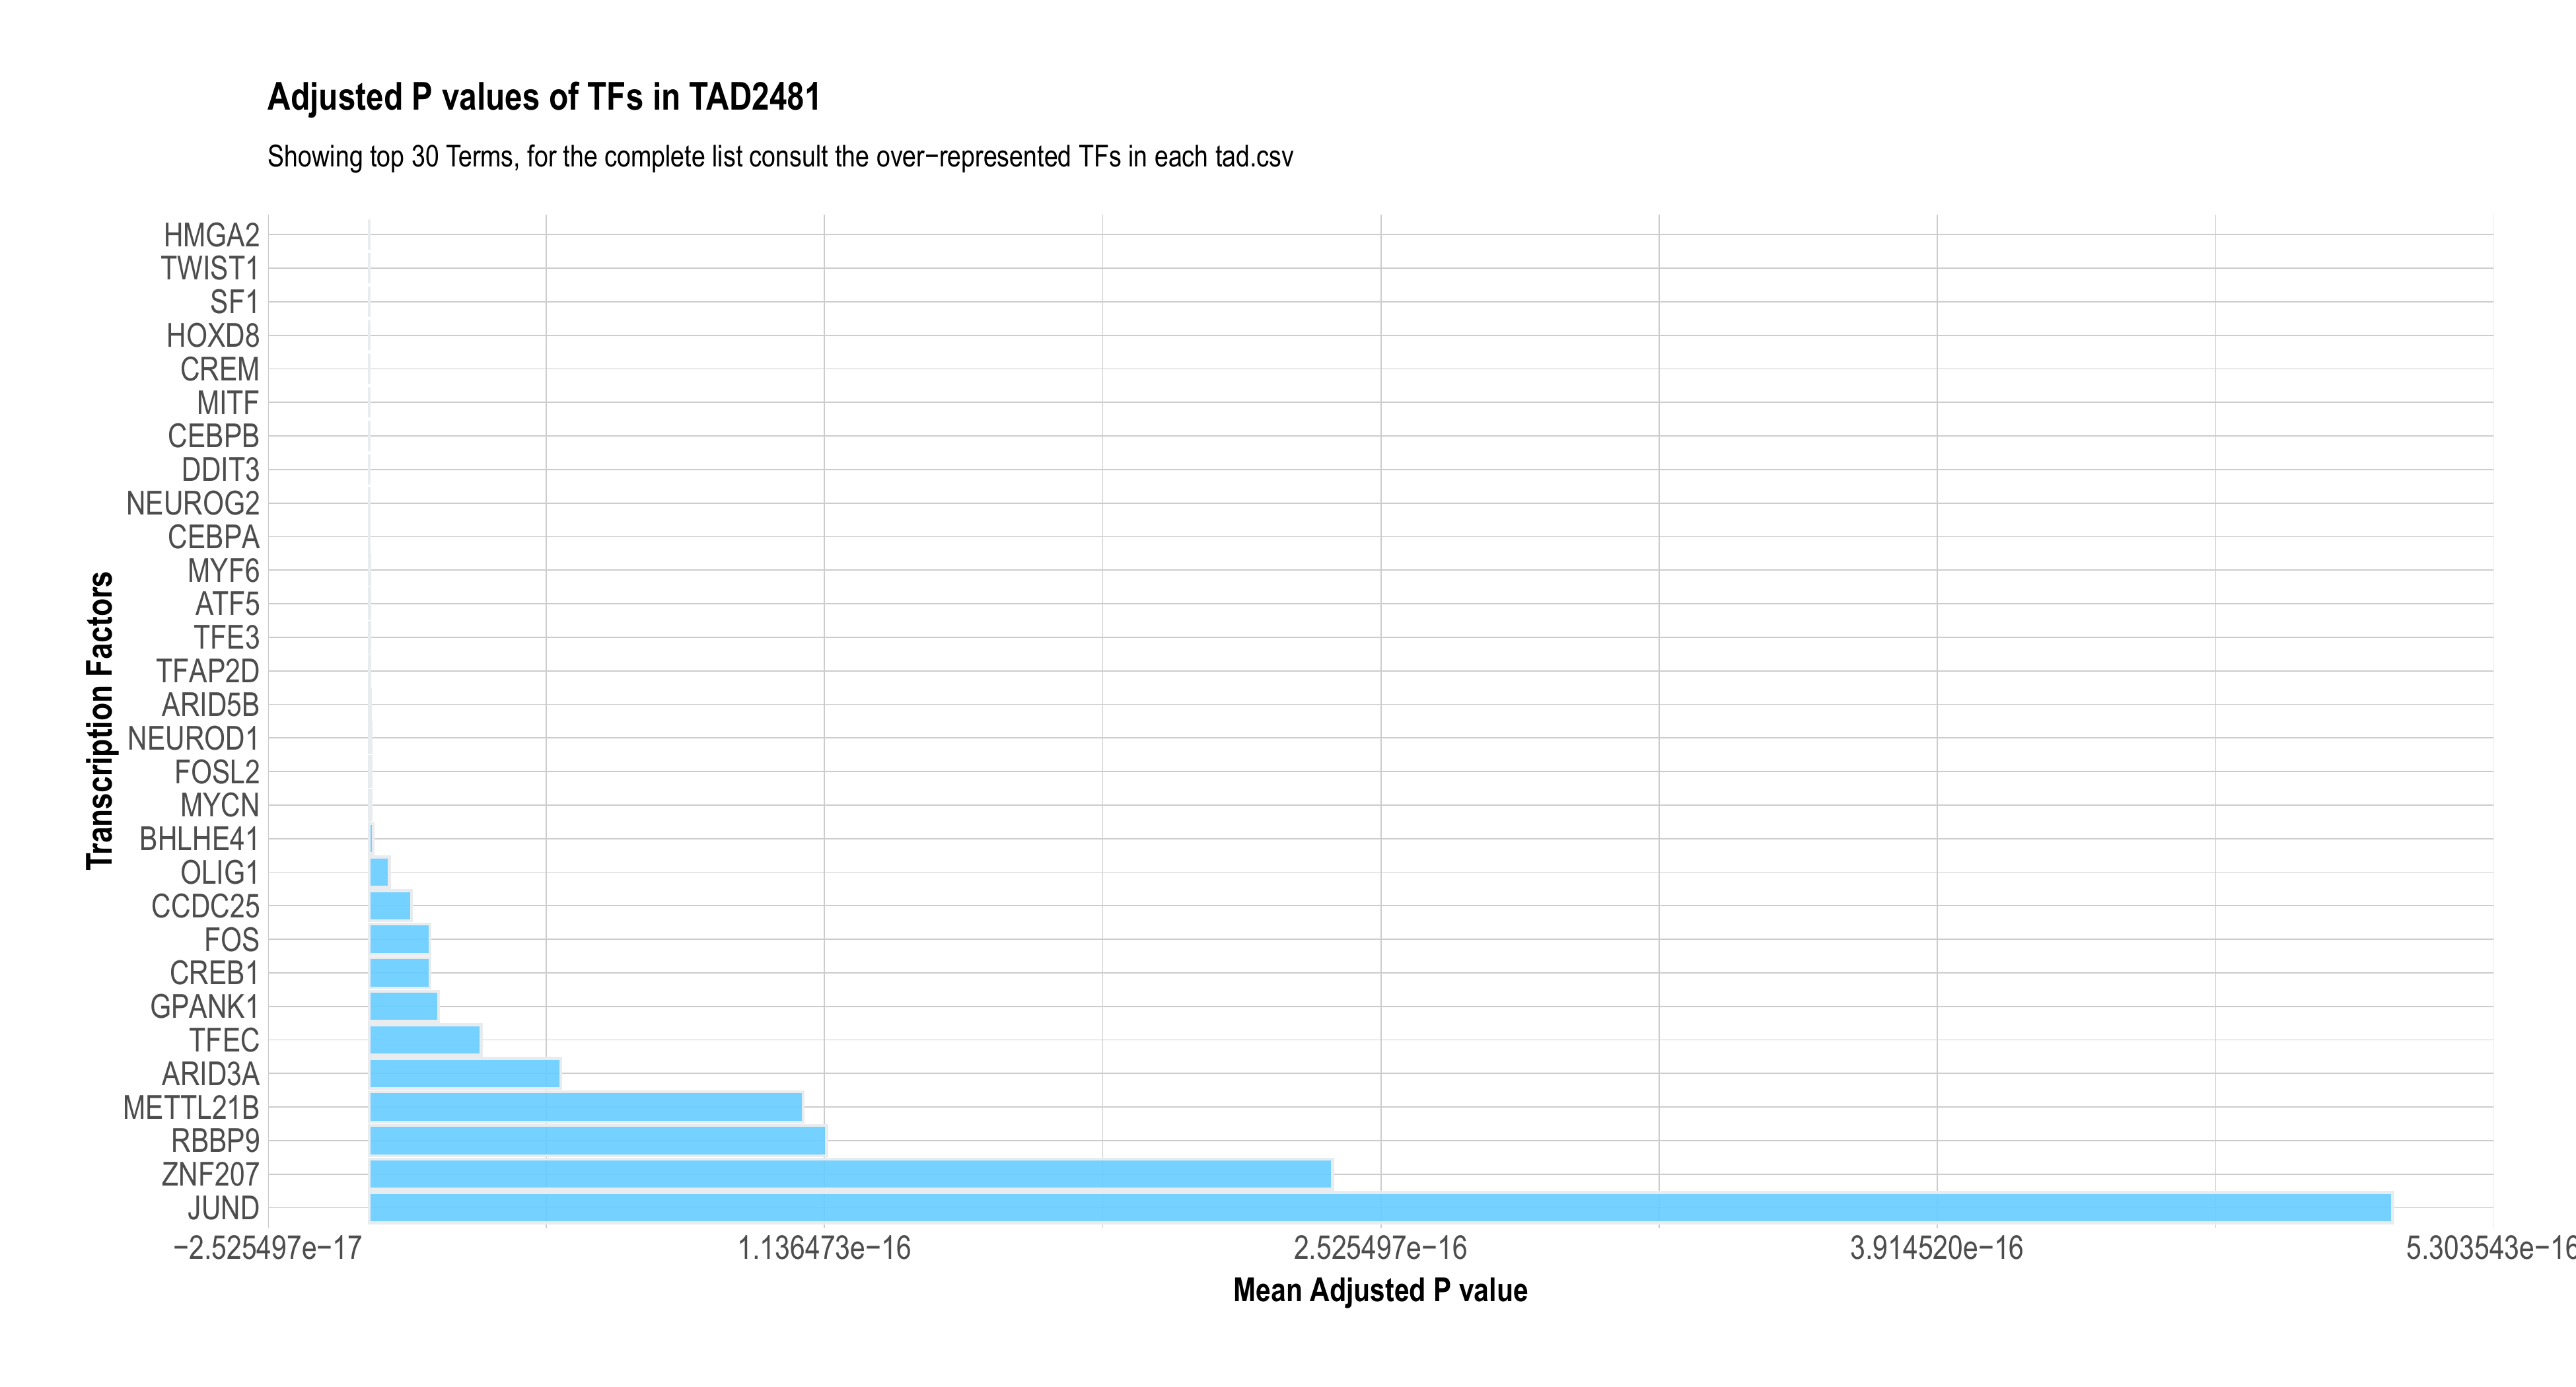 Adjusted P values of TFs in TAD2481
Showing top 30 Terms, for the complete list consult the over−represented TFs in each tad.csv
Transcription Factors
HMGA2
TWIST1
SF1
HOXD8
CREM
MITF
CEBPB
DDIT3
NEUROG2
CEBPA
MYF6
ATF5
TFE3
TFAP2D
ARID5B
NEUROD1
FOSL2
MYCN
BHLHE41
OLIG1
CCDC25
FOS
CREB1
GPANK1
TFEC
ARID3A
METTL21B
RBBP9
ZNF207
JUND
−2.525497e−17 1.136473e−16 2.525497e−16 3.914520e−16 5.303543e−16
Mean Adjusted P value